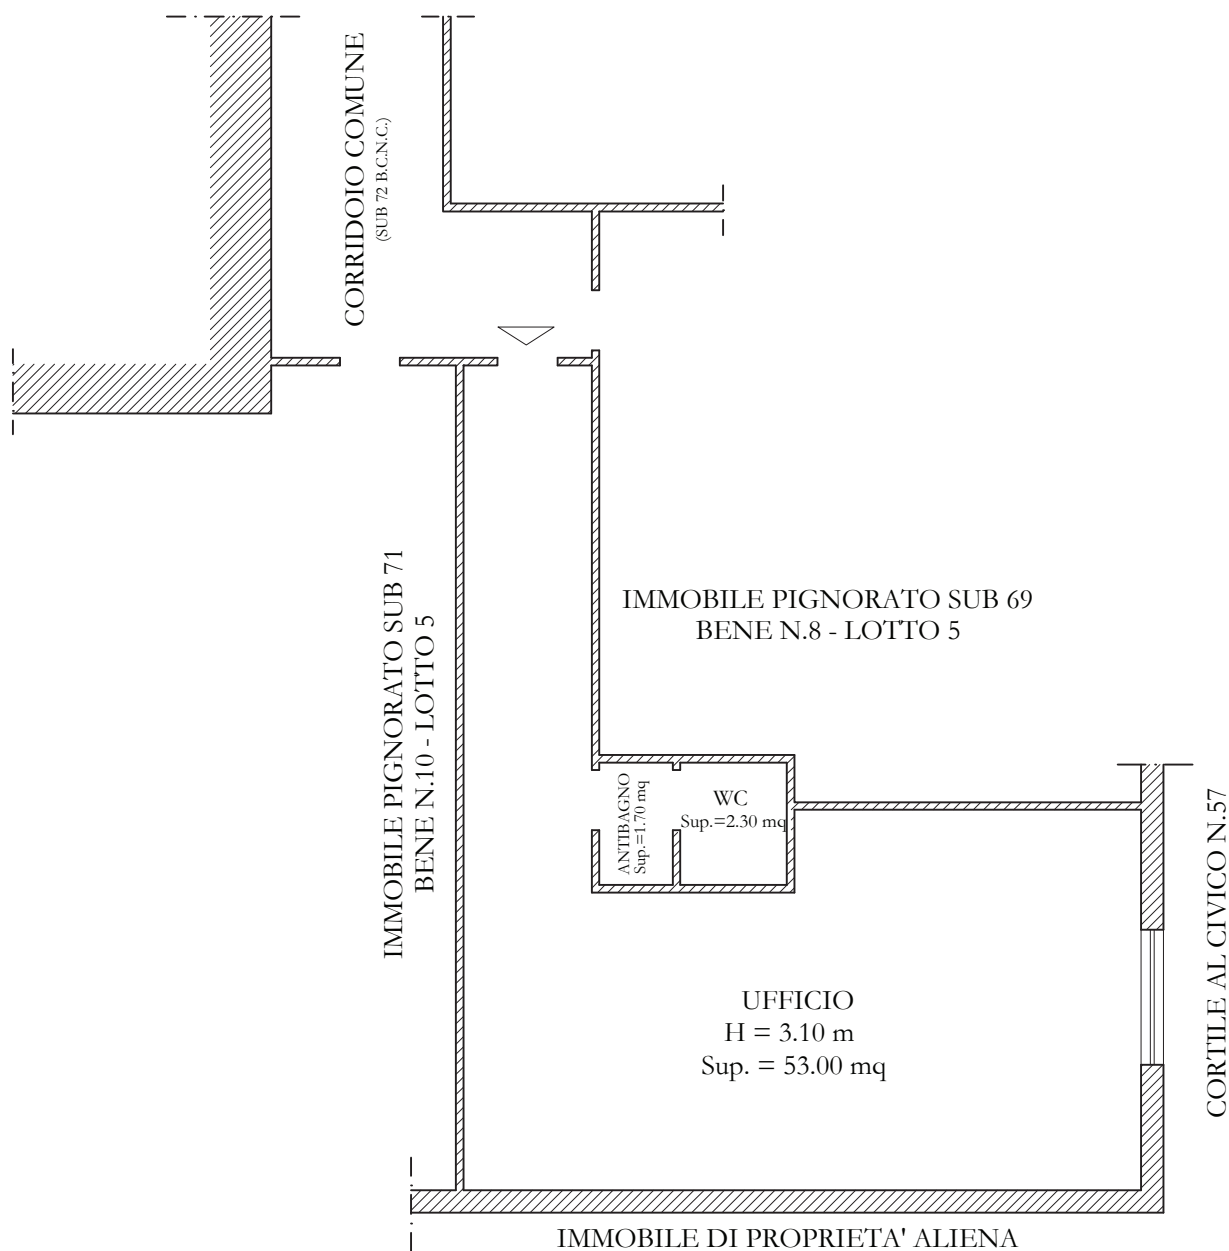 CORRIDOIO COMUNE
(SUB 72 B.C.N.C.)
IMMOBILE PIGNORATO SUB 71
BENE N.10 - LOTTO 5
IMMOBILE PIGNORATO SUB 69
BENE N.8 - LOTTO 5
ANTIBAGNO
Sup.=1.70 mq
WC
Sup.=2.30 mq
UFFICIO
H = 3.10 m
Sup. = 53.00 mq
CORTILE AL CIVICO N.57
IMMOBILE DI PROPRIETA' ALIENA